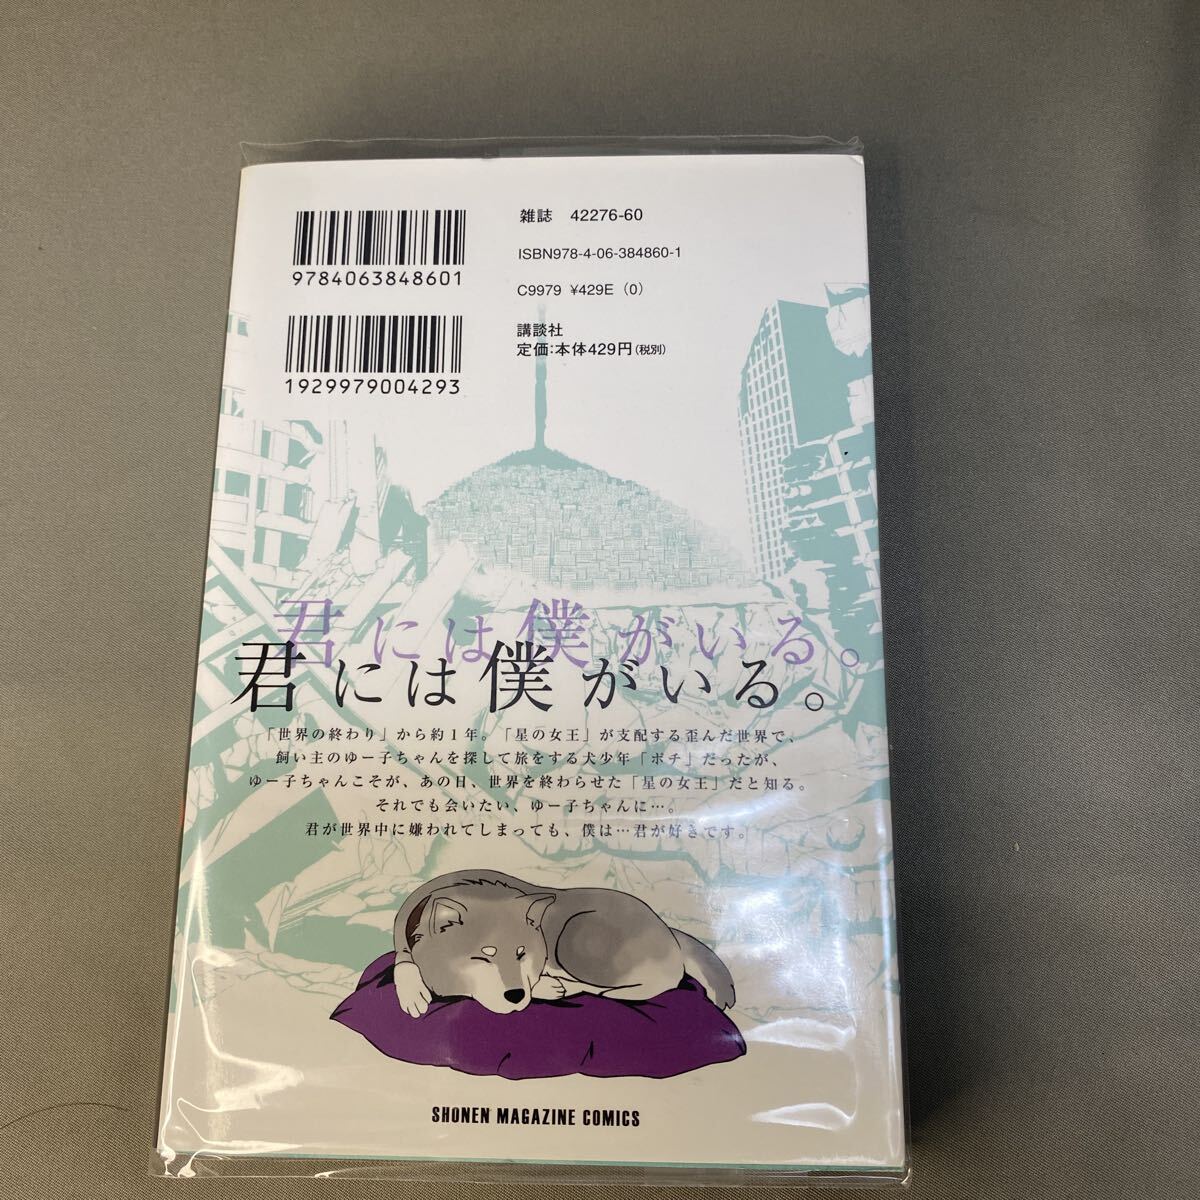 9784063848601
1929979004293
雑誌 42276-60
ISBN978-4-06-384860-1
C9979 ¥429E (0)
講談社
定価:本体429円(税別)
君には僕がいる。
君には僕がいる。
「世界の終わり」から約1年。「星の女王」が支配する歪んだ世界で、
飼い主のゆー子ちゃんを探して旅をする犬少年「ポチ」だったが、
ゆー子ちゃんこそが、あの日、世界を終わらせた「星の女王」だと知る。
それでも会いたい、ゆー子ちゃんに…。
君が世界中に嫌われてしまっても、僕は…君が好きです。
SHONEN MAGAZINE COMICS